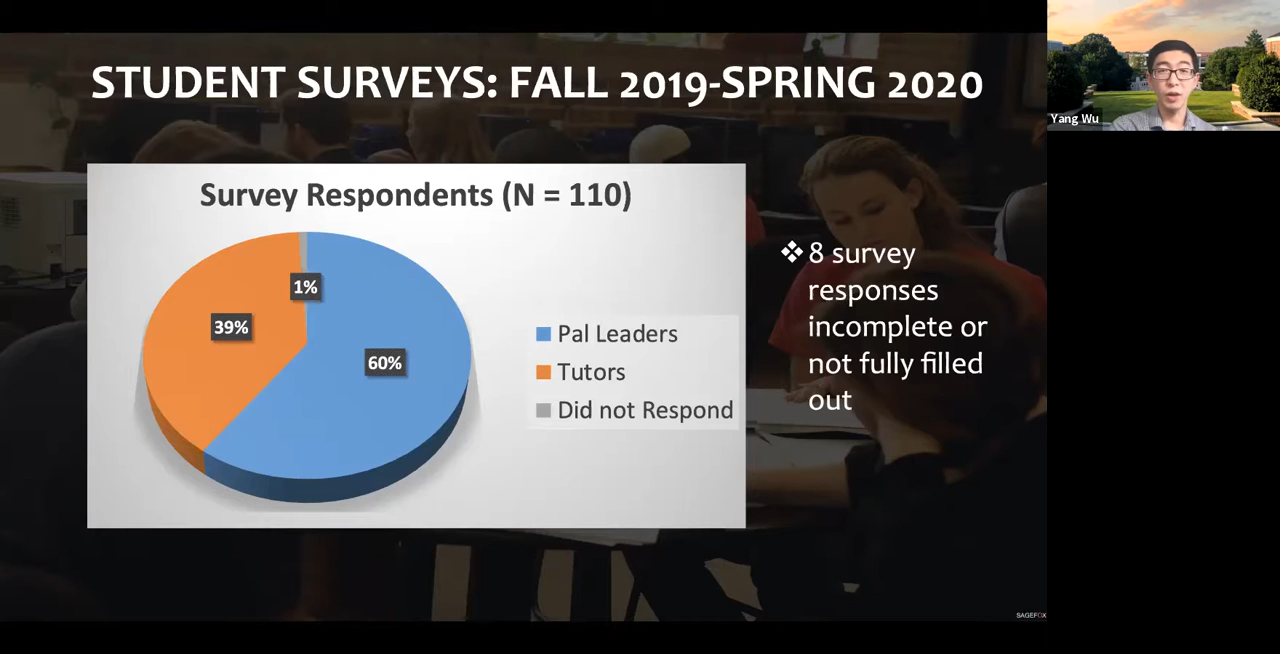 STUDENT SURVEYS: FALL 2019-SPRING 2020
Yang Wu
Survey Respondents (N = 110)
1%
39%
60%
Pal Leaders
Tutors
Did not Respond
❖ 8 survey
responses
incomplete or
not fully filled
out
SAGEFOX